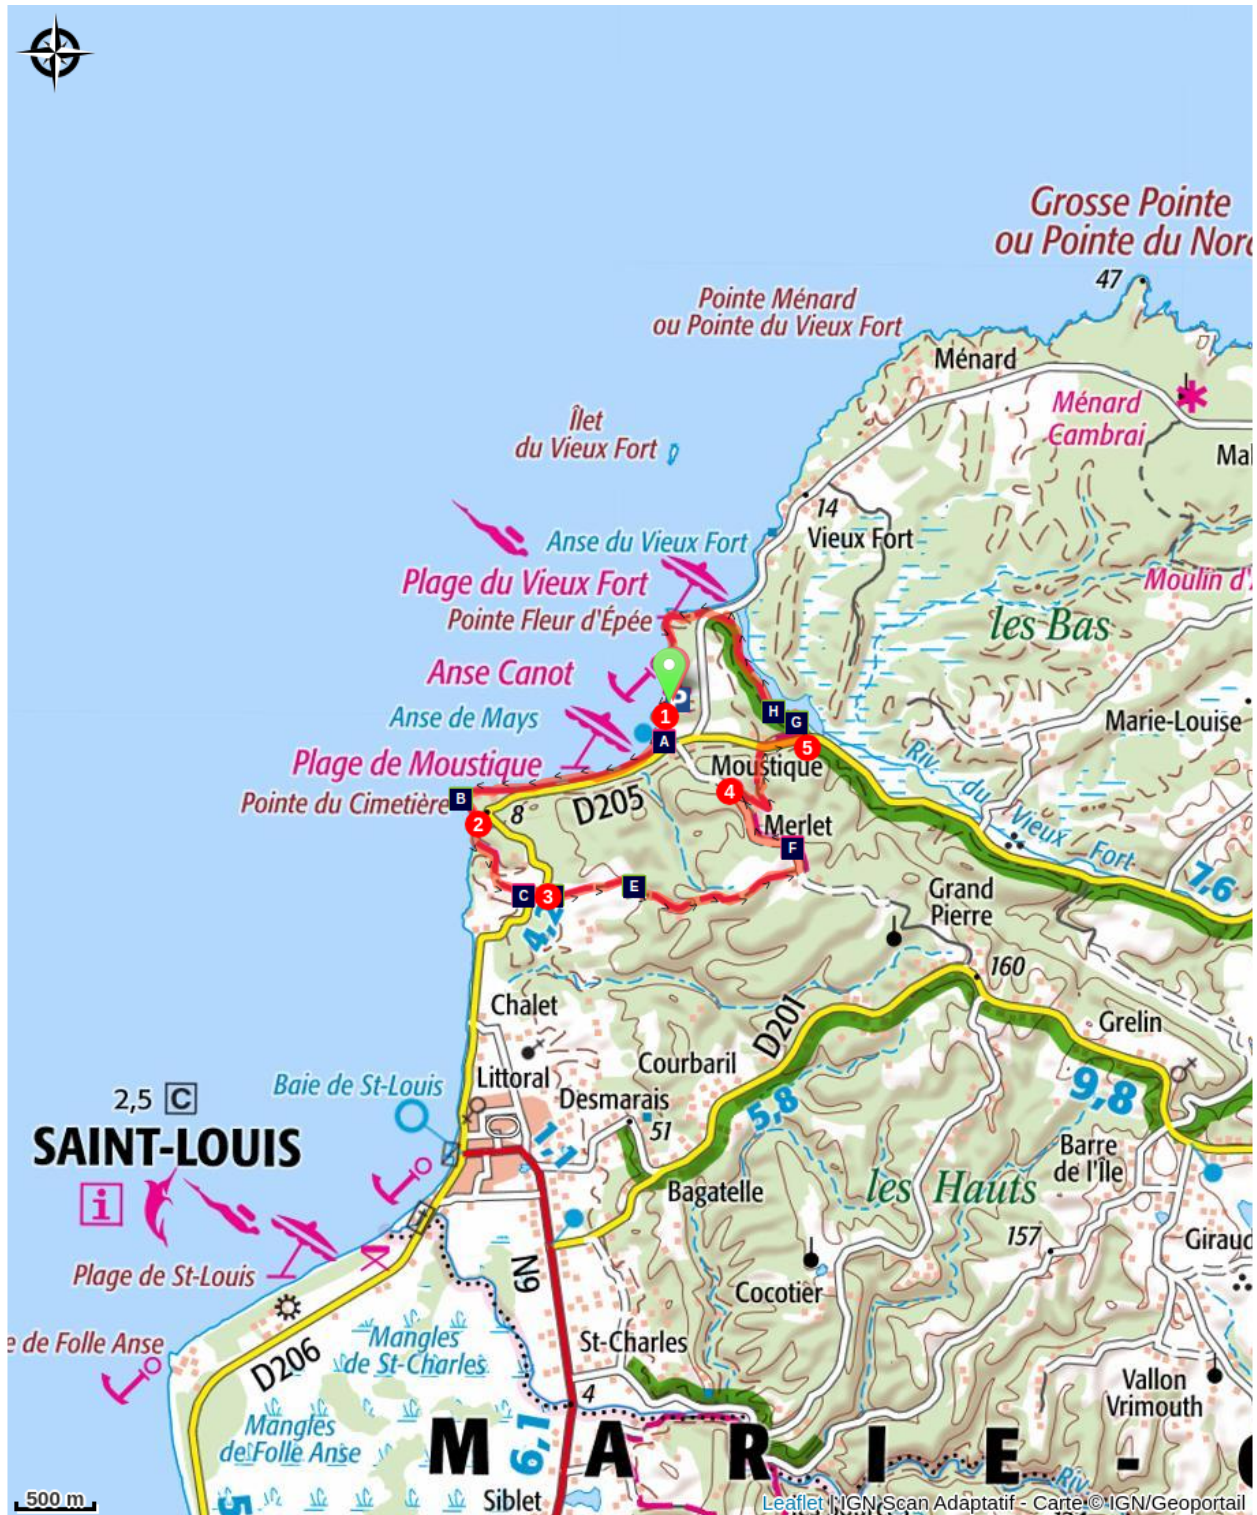 Grosse Pointe
ou Pointe du Nord
47
Pointe Ménard
ou Pointe du Vieux Fort
Ménard
Ménard
Cambrai
Îlet
du Vieux Fort
Mal
14
Vieux Fort
Anse du Vieux Fort
Plage du Vieux Fort
Moulin d'
Pointe Fleur d'Épée
les Bas
Anse Canot
P
1
H
G
Anse de Mays
Marie-Louise
A
5
Plage de Moustique
Moustique
Riv. du Vieux Fort
B
Pointe du Cimetière
8
D205
4
2
Merlet
F
7,6
C
3
E
4,2
Grand
Pierre
160
Chalet
D201
Grelin
Courbaril
Baie de St-Louis
Littoral
Desmarais
2,5 C
5,8
9,8
SAINT-LOUIS
1,1
51
Barre
de l'Île
i
Bagatelle
les Hauts
157
Giraud
Plage de St-Louis
N9
Cocotier
e de Folle Anse
D206
Mangles
de St-Charles
St-Charles
4
Vallon
Vrimouth
Mangles
de Folle Anse
6,1
MARIE-G
Riv.
5
Siblet
500 m
Leaflet | IGN Scan Adaptatif - Carte © IGN/Geoportail